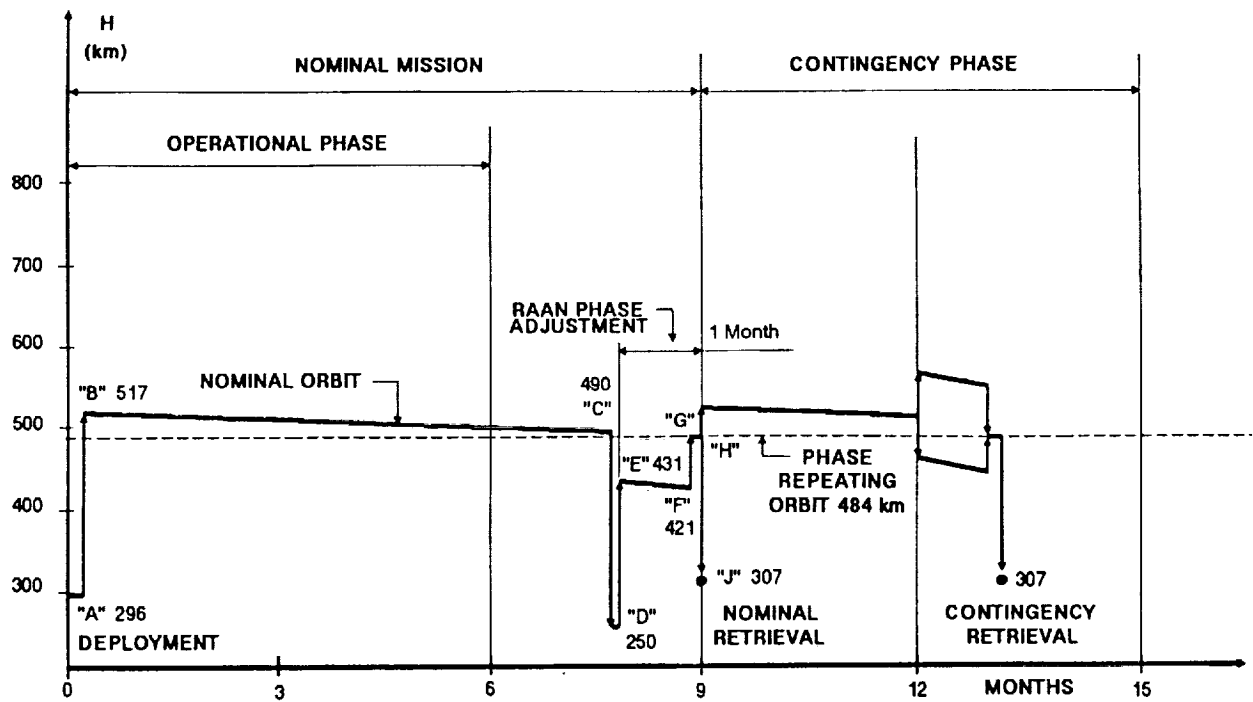 H
(km)
NOMINAL MISSION
CONTINGENCY PHASE
OPERATIONAL PHASE
800
700
600
500
400
300
RAAN PHASE
ADJUSTMENT
1 Month
"B" 517
NOMINAL ORBIT
490
"C"
"G"
"H"
"E" 431
"F"
421
PHASE
REPEATING
ORBIT 484 km
"A" 296
DEPLOYMENT
"D"
250
"J" 307
NOMINAL
RETRIEVAL
307
CONTINGENCY
RETRIEVAL
0
3
6
9
12
MONTHS
15